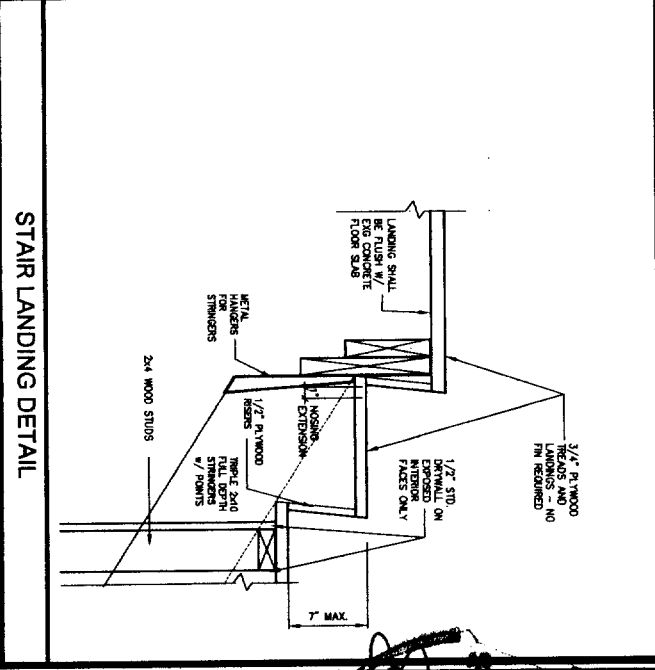 3/4" PLYWOOD
TREADS AND
LANDINGS - NO
FIN REQUIRED
1/2" STD.
DRYWALL ON
EXPOSED
INTERIOR
FACES ONLY
7" MAX.
LANDING SHALL
BE FLUSH W/
EXG CONCRETE
FLOOR SLAB
1" NOSING
EXTENSION
1/2" PLYWOOD
RISERS
TRIPLE 2x10
FULL DEPTH
STRINGERS
W/ POINTS
METAL
HANGERS
FOR
STRINGERS
2x4 WOOD STUDS
STAIR LANDING DETAIL